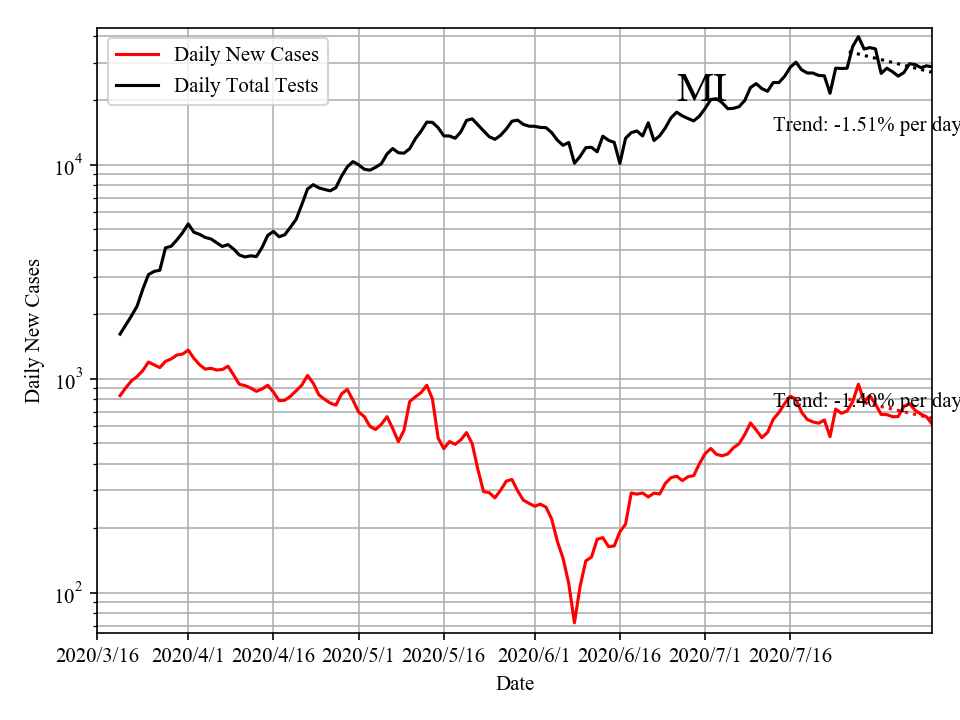 Daily New Cases
Daily Total Tests
MI
Trend: -1.51% per day
Trend: -1.40% per day
10^4
10^3
10^2
Daily New Cases
2020/3/16 2020/4/1 2020/4/16 2020/5/1 2020/5/16 2020/6/1 2020/6/16 2020/7/1 2020/7/16
Date